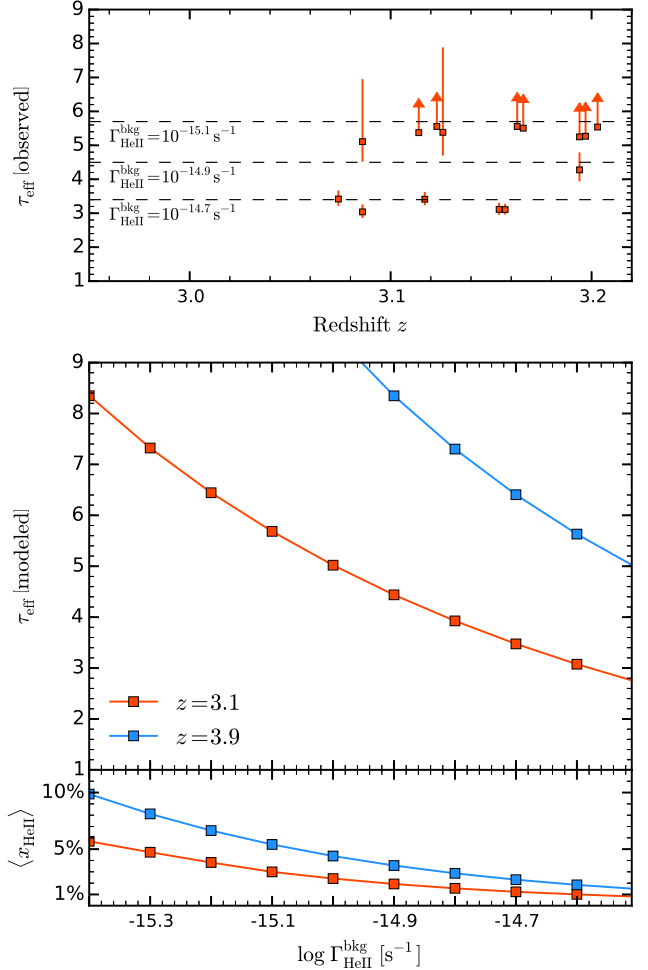 9
8
7
6
5
4
3
2
1
τeff [observed]
Γ^bkg_HeII = 10^−15.1 s^−1
Γ^bkg_HeII = 10^−14.9 s^−1
Γ^bkg_HeII = 10^−14.7 s^−1
3.0 3.1 3.2
Redshift z
9
8
7
6
5
4
3
2
1
τeff [modeled]
z = 3.1
z = 3.9
10%
5%
1%
⟨xHeII⟩
-15.3 -15.1 -14.9 -14.7
log Γ^bkg_HeII [s^−1]